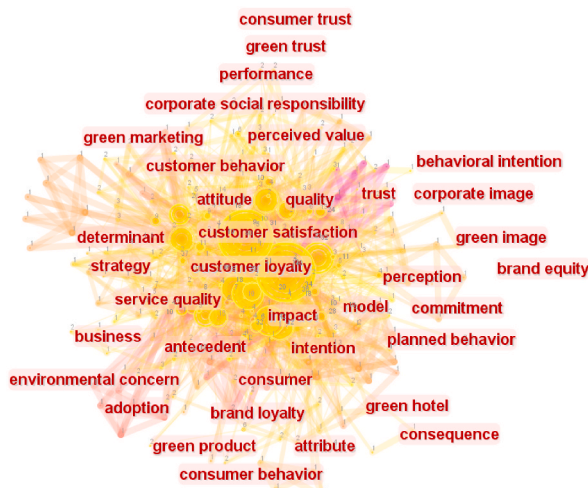 consumer trust
green trust
performance
corporate social responsibility
green marketing
perceived value
customer behavior
behavioral intention
attitude
quality
trust
corporate image
determinant
customer satisfaction
green image
strategy
customer loyalty
perception
brand equity
service quality
impact
model
commitment
business
antecedent
intention
planned behavior
environmental concern
consumer
adoption
brand loyalty
green hotel
green product
attribute
consequence
consumer behavior